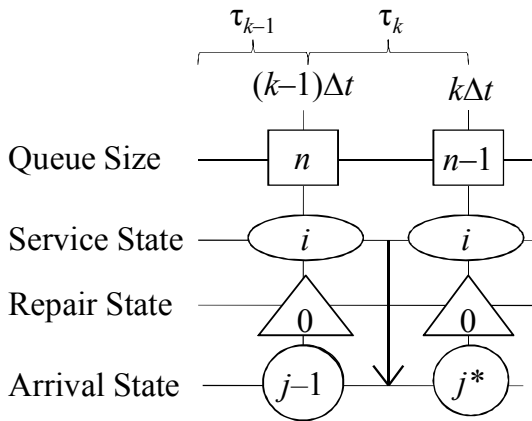 τk–1 τk
(k–1)Δt kΔt
Queue Size n n–1
Service State i i
Repair State 0 0
Arrival State j–1 j*